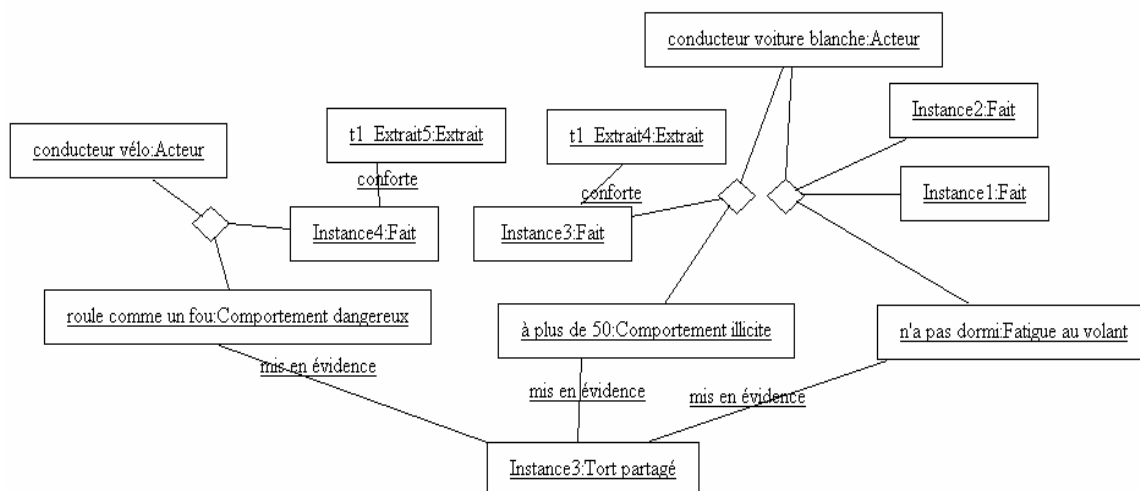 conducteur voiture blanche:Acteur
Instance2:Fait
t1_Extrait5:Extrait
t1_Extrait4:Extrait
conducteur vélo:Acteur
conforte
conforte
Instance1:Fait
Instance4:Fait
Instance3:Fait
roule comme un fou:Comportement dangereux
à plus de 50:Comportement illicite
n'a pas dormi:Fatigue au volant
mis en évidence
mis en évidence
mis en évidence
Instance3:Tort partagé